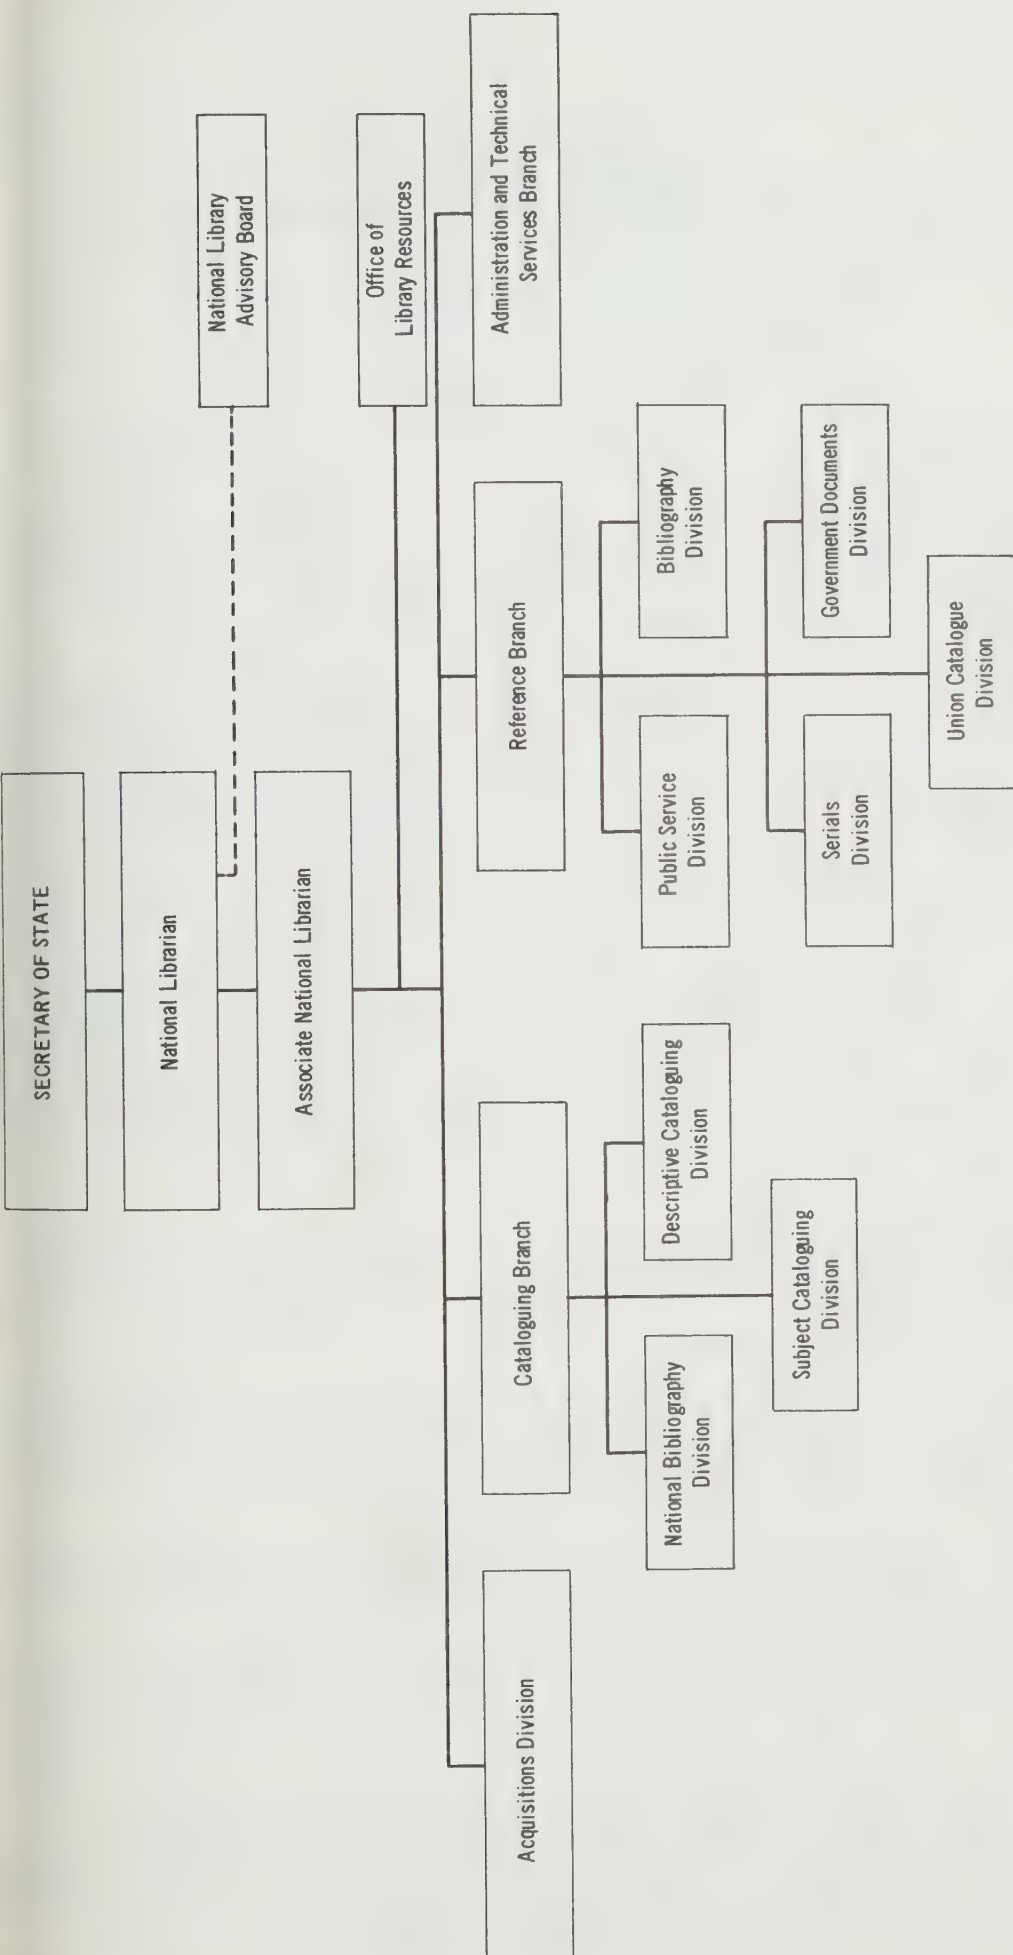 SECRETARY OF STATE
National Librarian
National Library
Advisory Board
Associate National Librarian
Office of
Library Resources
Acquisitions Division
Cataloguing Branch
Reference Branch
Administration and Technical
Services Branch
National Bibliography
Division
Descriptive Cataloguing
Division
Public Service
Division
Bibliography
Division
Subject Cataloguing
Division
Serials
Division
Government Documents
Division
Union Catalogue
Division